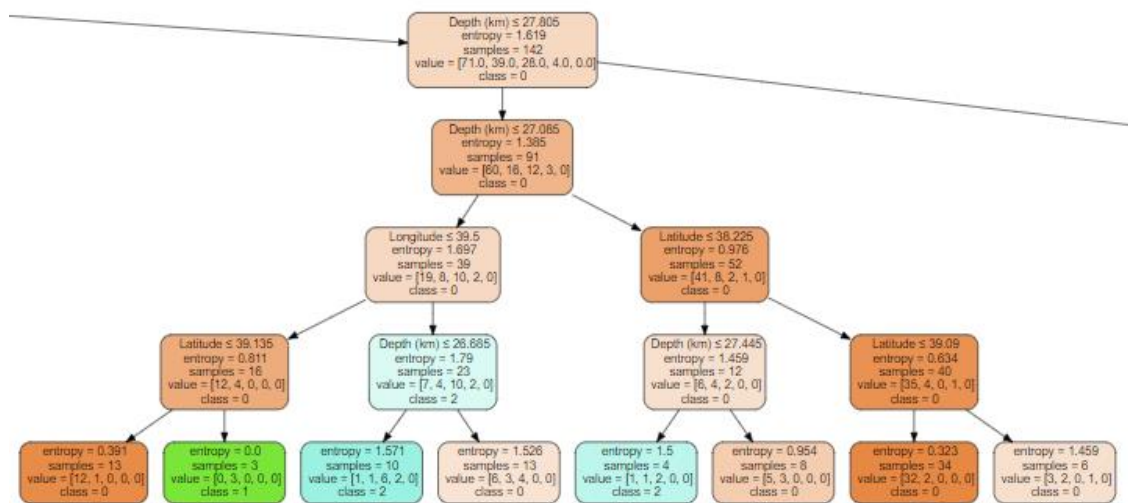 Depth (km) ≤ 27.805
entropy = 1.619
samples = 142
value = [71.0, 39.0, 28.0, 4.0, 0.0]
class = 0
Depth (km) ≤ 27.085
entropy = 1.385
samples = 91
value = [60, 16, 12, 3, 0]
class = 0
Longitude ≤ 39.5
entropy = 1.697
samples = 39
value = [19, 8, 10, 2, 0]
class = 0
Latitude ≤ 38.225
entropy = 0.976
samples = 52
value = [41, 8, 2, 1, 0]
class = 0
Latitude ≤ 39.135
entropy = 0.811
samples = 16
value = [12, 4, 0, 0, 0]
class = 0
Depth (km) ≤ 26.685
entropy = 1.79
samples = 23
value = [7, 4, 10, 2, 0]
class = 2
Depth (km) ≤ 27.445
entropy = 1.459
samples = 12
value = [6, 4, 2, 0, 0]
class = 0
Latitude ≤ 39.09
entropy = 0.634
samples = 40
value = [35, 4, 0, 1, 0]
class = 0
entropy = 0.391
samples = 13
value = [12, 1, 0, 0, 0]
class = 0
entropy = 0.0
samples = 3
value = [0, 3, 0, 0, 0]
class = 1
entropy = 1.571
samples = 10
value = [1, 1, 6, 2, 0]
class = 2
entropy = 1.526
samples = 13
value = [6, 3, 4, 0, 0]
class = 0
entropy = 1.5
samples = 4
value = [1, 1, 2, 0, 0]
class = 2
entropy = 0.954
samples = 8
value = [5, 3, 0, 0, 0]
class = 0
entropy = 0.323
samples = 34
value = [32, 2, 0, 0, 0]
class = 0
entropy = 1.459
samples = 6
value = [3, 2, 0, 1, 0]
class = 0